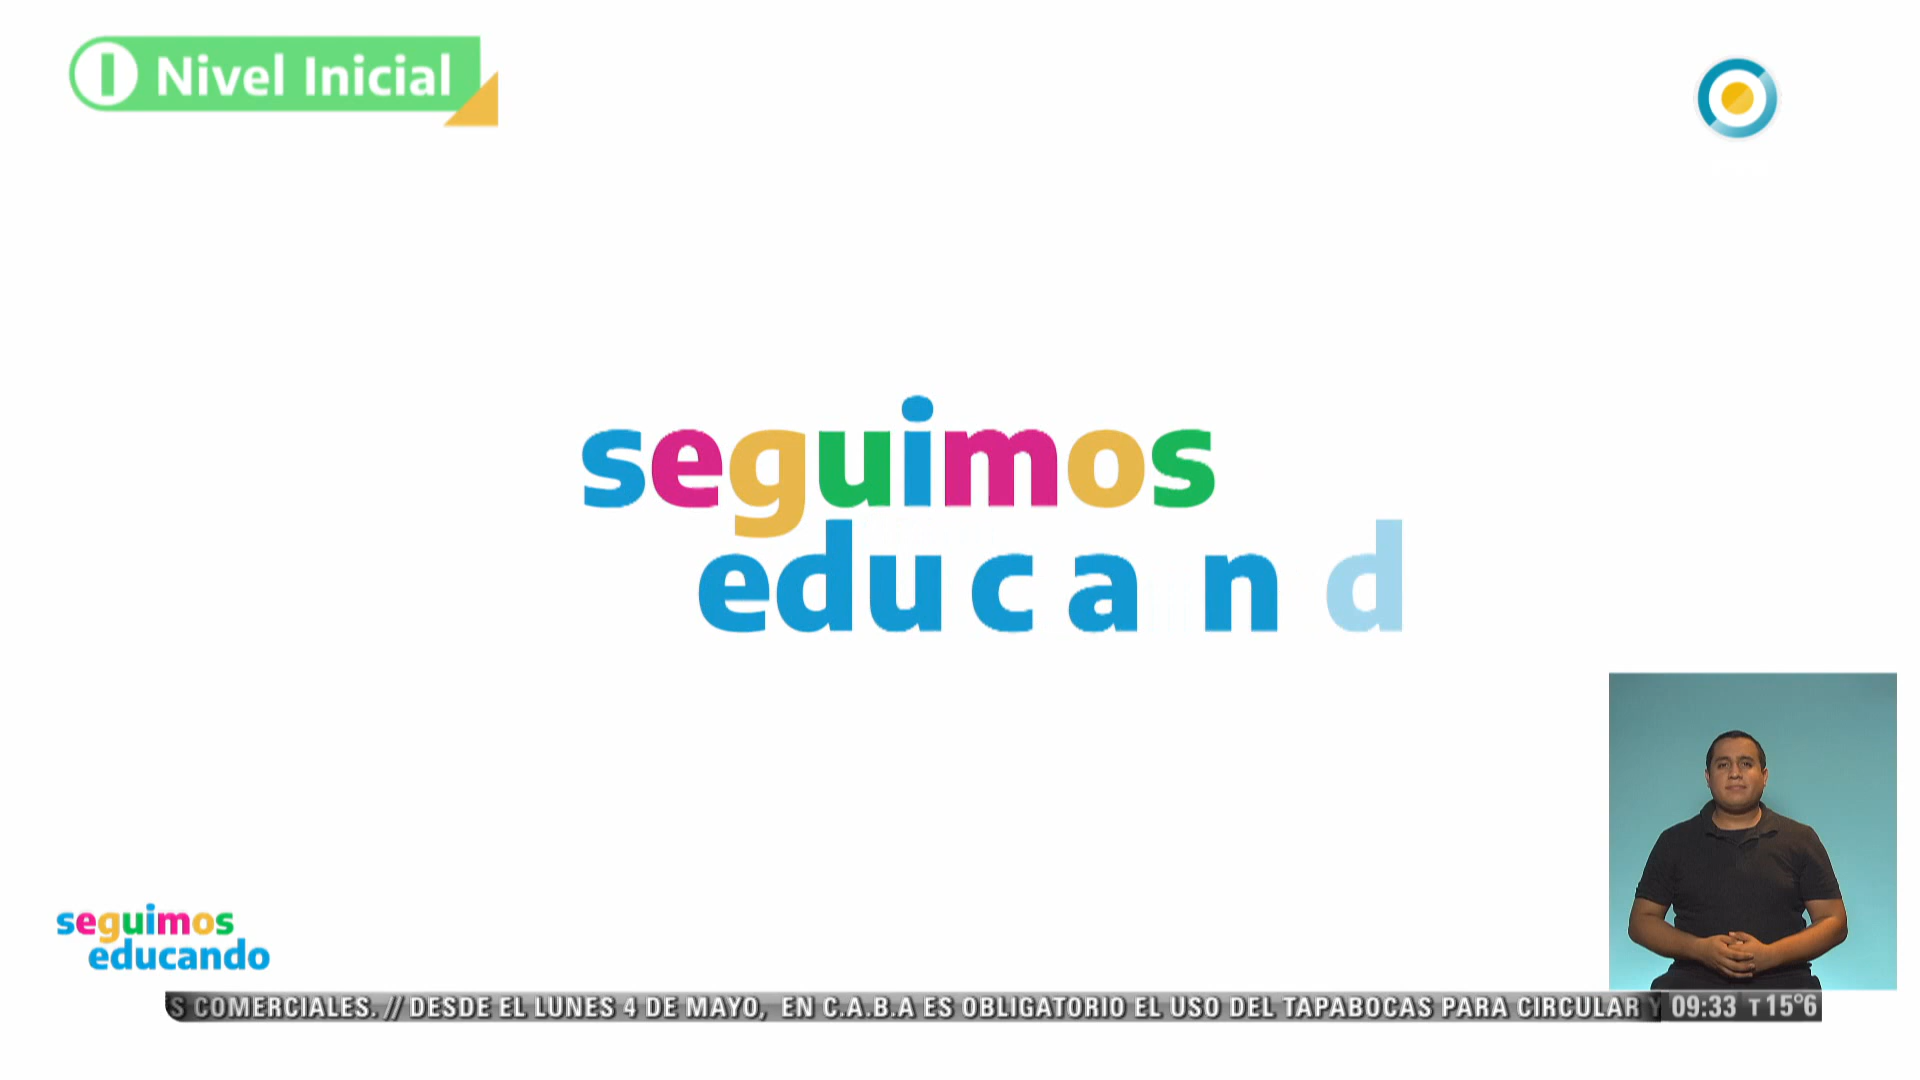 Nivel Inicial
seguimos
educand
seguimos
educando
S COMERCIALES. // DESDE EL LUNES 4 DE MAYO, EN C.A.B.A ES OBLIGATORIO EL USO DEL TAPABOCAS PARA CIRCULAR Y 09:33 T 15°6